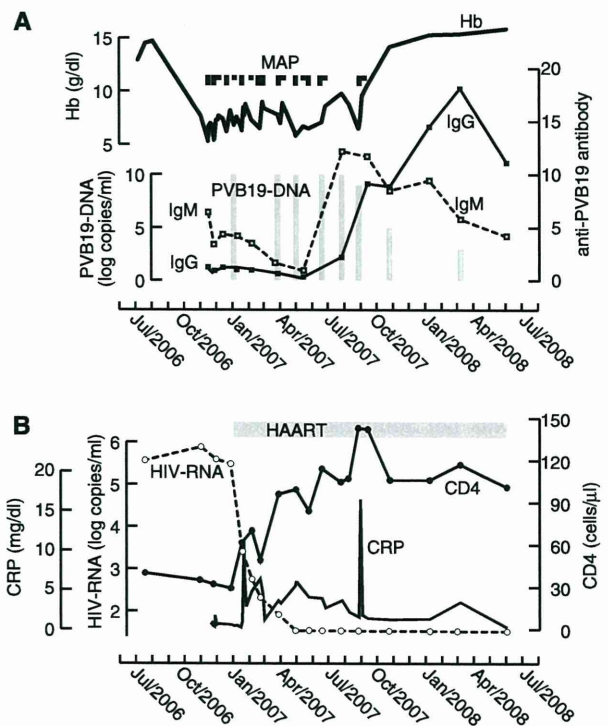 A
Hb
15
10
5
Hb (g/dl)
MAP
20
15
10
5
0
anti-PVB19 antibody
IgG
10
5
0
PVB19-DNA
(log copies/ml)
PVB19-DNA
IgM
IgM
IgG
Jul/2006
Oct/2006
Jan/2007
Apr/2007
Jul/2007
Oct/2007
Jan/2008
Apr/2008
Jul/2008
B
HAART
150
120
90
60
30
0
CD4 (cells/µl)
6
5
4
3
2
HIV-RNA (log copies/ml)
20
15
10
5
0
CRP (mg/dl)
HIV-RNA
CD4
CRP
Jul/2006
Oct/2006
Jan/2007
Apr/2007
Jul/2007
Oct/2007
Jan/2008
Apr/2008
Jul/2008